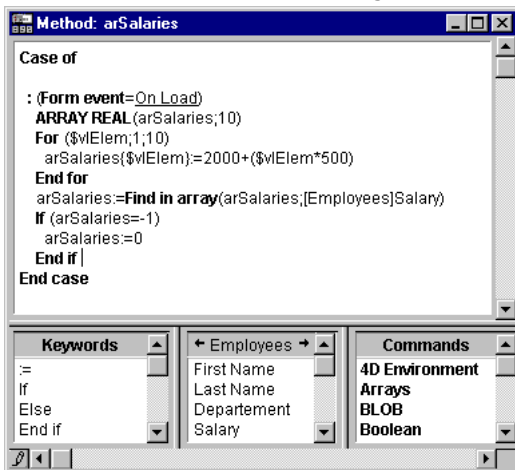 Method: arSalaries
Case of
: (Form event=On Load)
ARRAY REAL(arSalaries;10)
For ($vlElem;1;10)
arSalaries{$vlElem}:=2000+($vlElem*500)
End for
arSalaries:=Find in array(arSalaries;[Employees]Salary)
If (arSalaries=-1)
arSalaries:=0
End if
End case
Keywords
:=
If
Else
End if
Employees
First Name
Last Name
Departement
Salary
Commands
4D Environment
Arrays
BLOB
Boolean